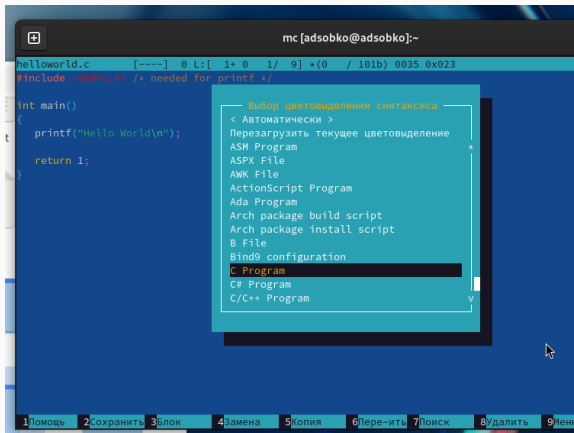 mc [adsobko@adsobko]:~
helloworld.c [----] 0 L:[ 1+ 0 1/ 9] *(0 / 101b) 0035 0x023
#include <stdio.h> /* needed for printf */
int main()
{
printf("Hello World\n");
return 1;
}
Выбор цветовыделения синтаксиса
< Автоматически >
Перезагрузить текущее цветовыделение
ASM Program
ASPX File
AWK File
ActionScript Program
Ada Program
Arch package build script
Arch package install script
B File
Bind9 configuration
C Program
C# Program
C/C++ Program
1Помощь 2Сохранить 3Блок 4Замена 5Копия 6Пере~ить 7Поиск 8Удалить 9Меню